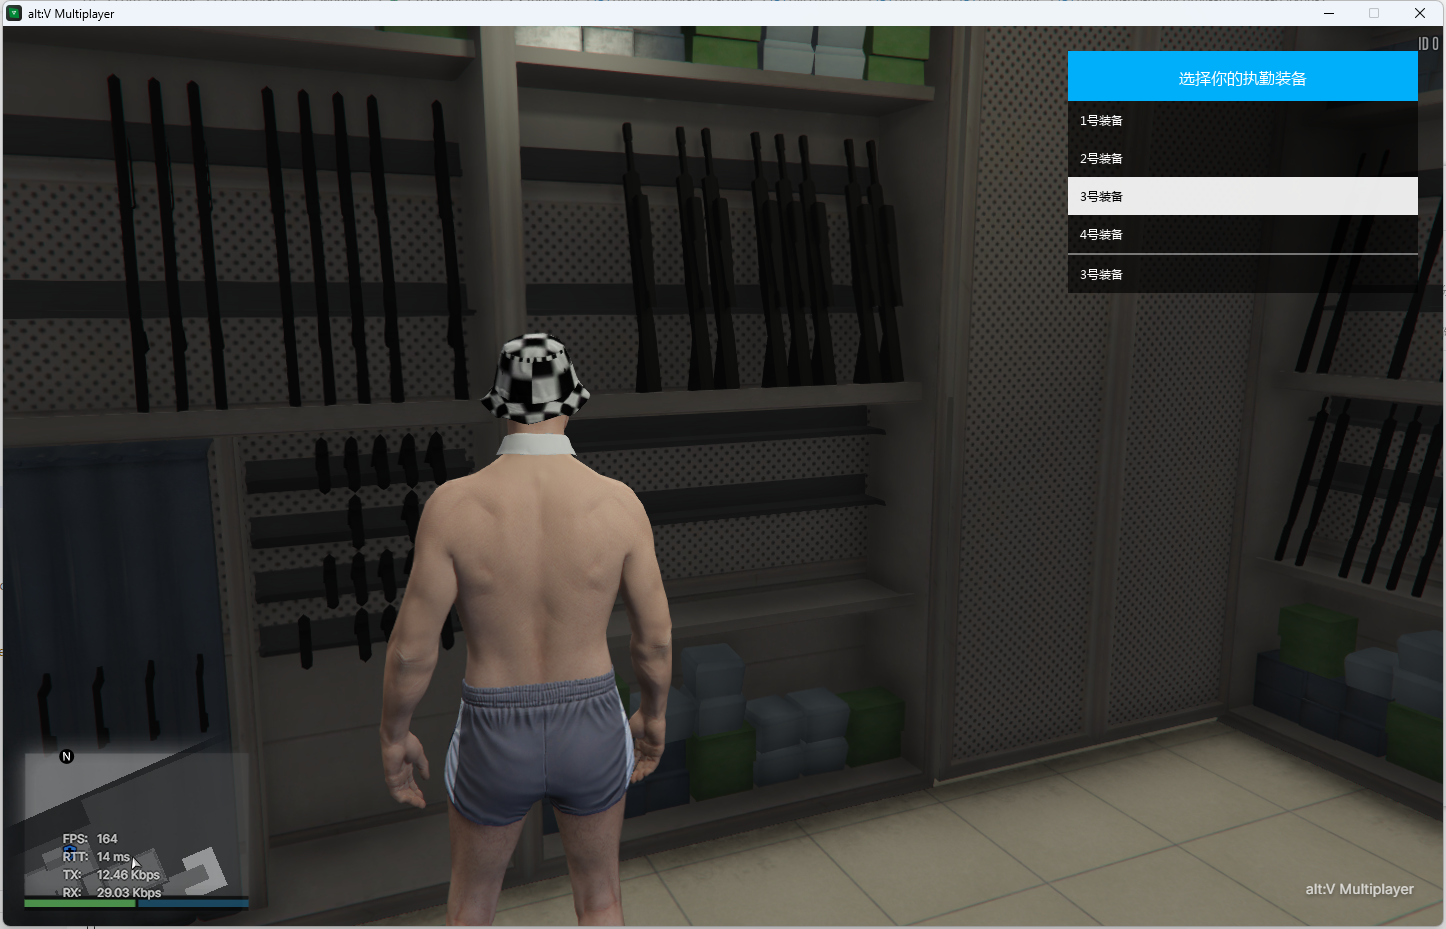 alt:V Multiplayer
ID 0
选择你的执勤装备
1号装备
2号装备
3号装备
4号装备
3号装备
N
FPS: 164
RTT: 14 ms
TX: 12.46 Kbps
RX: 29.03 Kbps
alt:V Multiplayer